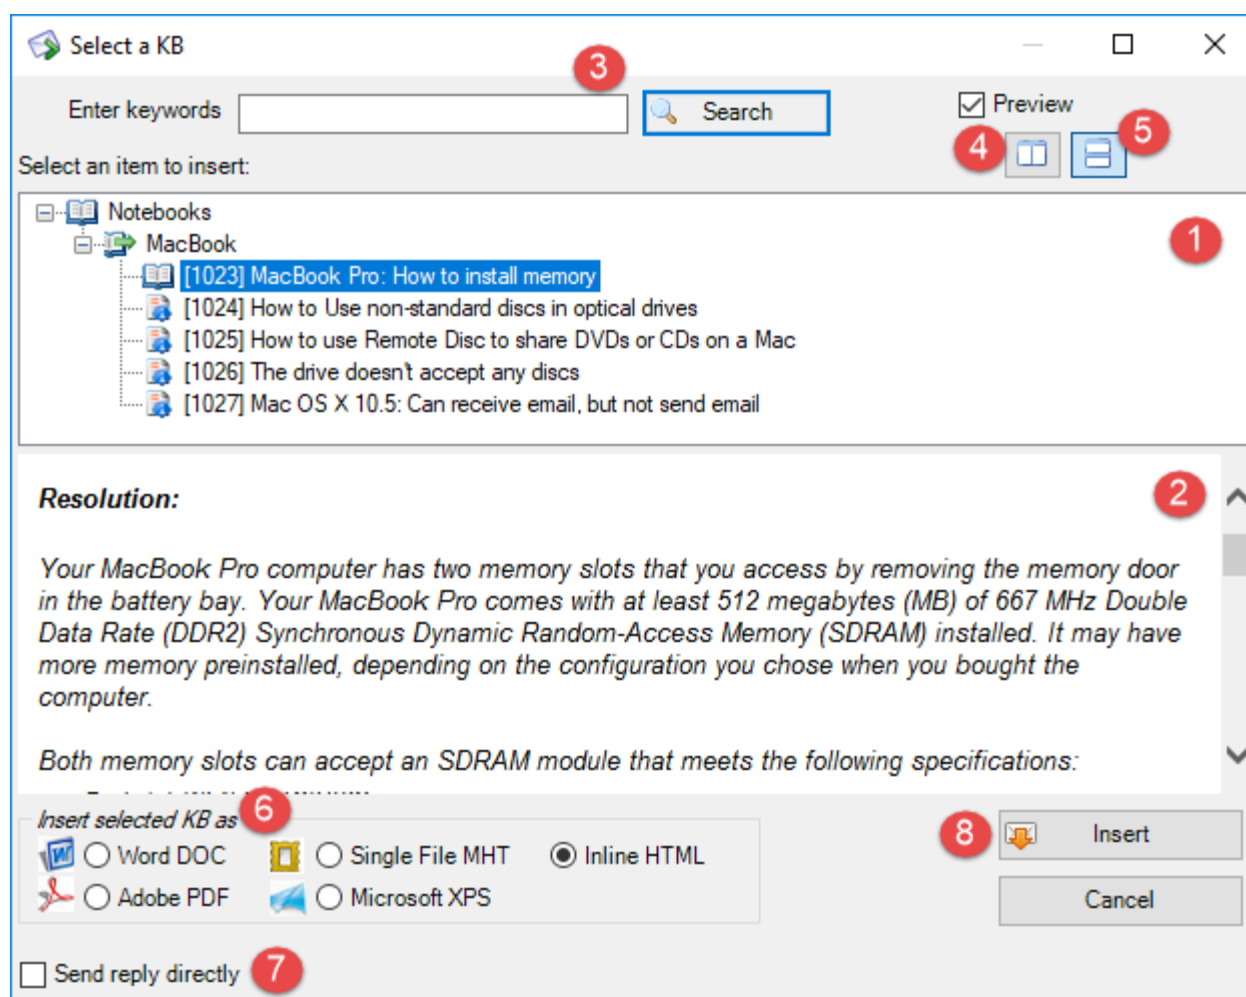 Select a KB
3
Enter keywords
Search
Preview
4
5
Select an item to insert:
Notebooks
1
MacBook
[1023] MacBook Pro: How to install memory
[1024] How to Use non-standard discs in optical drives
[1025] How to use Remote Disc to share DVDs or CDs on a Mac
[1026] The drive doesn't accept any discs
[1027] Mac OS X 10.5: Can receive email, but not send email
2
Resolution:
Your MacBook Pro computer has two memory slots that you access by removing the memory door
in the battery bay. Your MacBook Pro comes with at least 512 megabytes (MB) of 667 MHz Double
Data Rate (DDR2) Synchronous Dynamic Random-Access Memory (SDRAM) installed. It may have
more memory preinstalled, depending on the configuration you chose when you bought the
computer.
Both memory slots can accept an SDRAM module that meets the following specifications:
Insert selected KB as
6
Word DOC
Single File MHT
Inline HTML
8
Insert
Adobe PDF
Microsoft XPS
Cancel
Send reply directly
7